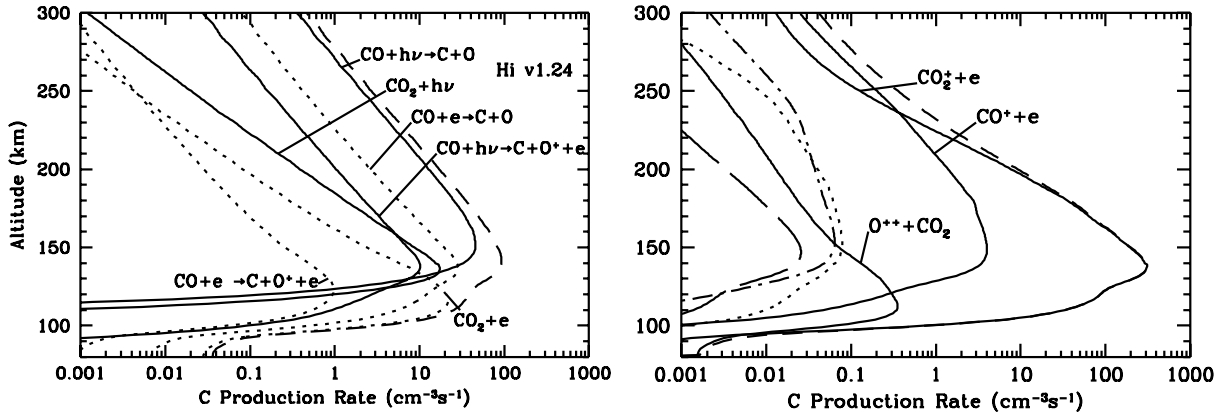 300
250
200
150
100
Altitude (km)
0.001 0.01 0.1 1 10 100 1000
C Production Rate (cm⁻³s⁻¹)
CO+hν→C+O
Hi v1.24
CO₂+hν
CO+e→C+O
CO+hν→C+O⁺+e
CO+e →C+O⁺+e
CO₂+e
300
250
200
150
100
0.001 0.01 0.1 1 10 100 1000
C Production Rate (cm⁻³s⁻¹)
CO₂⁺+e
CO⁺+e
O⁺⁺+CO₂